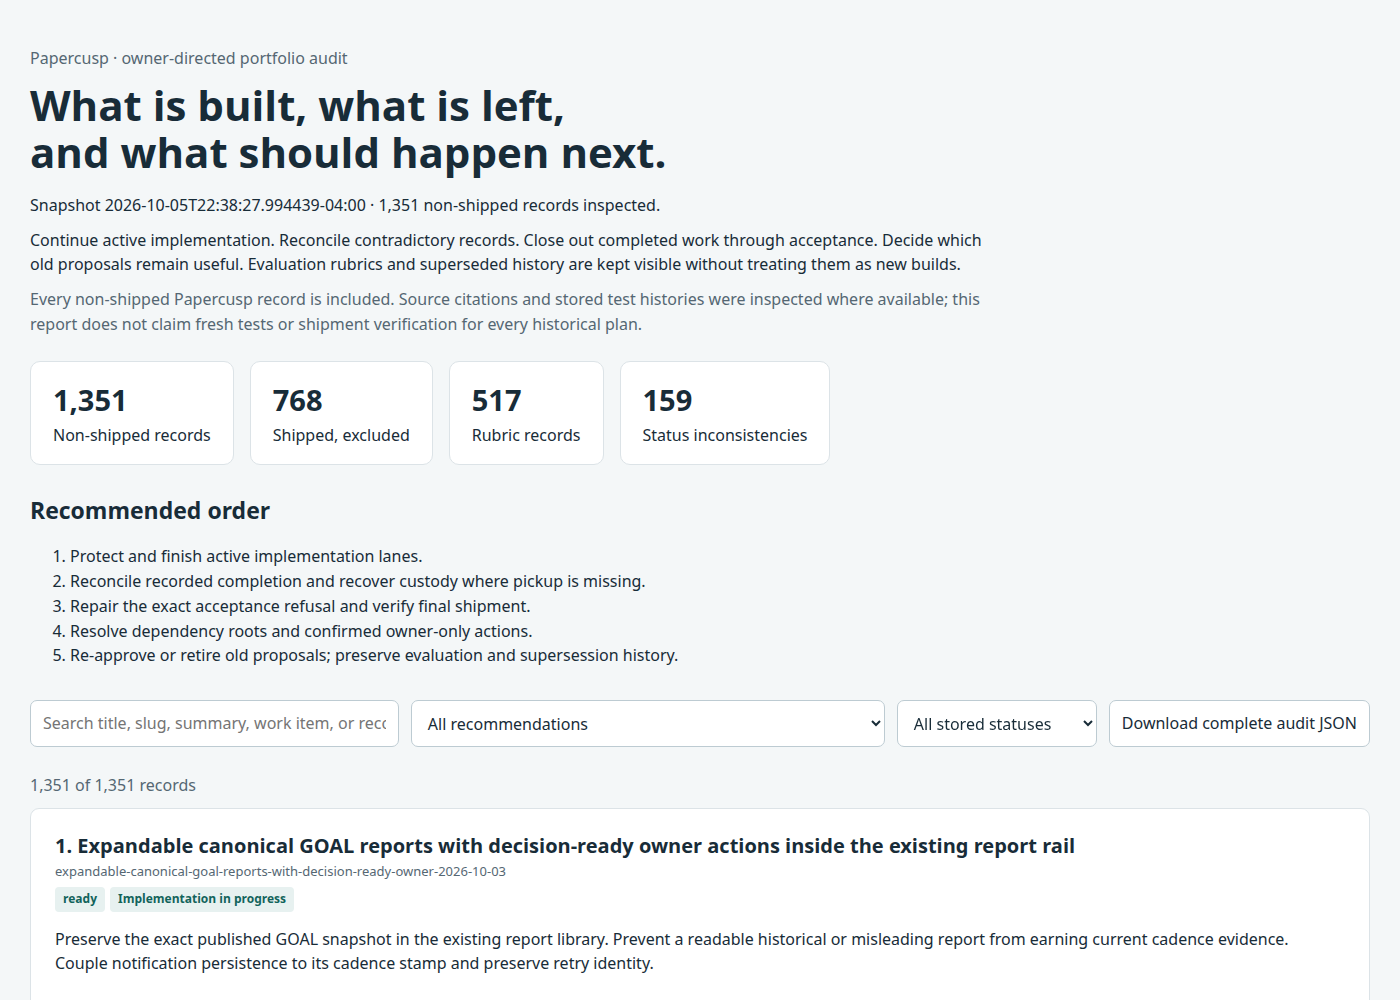 Papercusp · owner-directed portfolio audit
What is built, what is left,
and what should happen next.
Snapshot 2026-10-05T22:38:27.994439-04:00 · 1,351 non-shipped records inspected.
Continue active implementation. Reconcile contradictory records. Close out completed work through acceptance. Decide which
old proposals remain useful. Evaluation rubrics and superseded history are kept visible without treating them as new builds.
Every non-shipped Papercusp record is included. Source citations and stored test histories were inspected where available; this
report does not claim fresh tests or shipment verification for every historical plan.
1,351
Non-shipped records
768
Shipped, excluded
517
Rubric records
159
Status inconsistencies
Recommended order
1. Protect and finish active implementation lanes.
2. Reconcile recorded completion and recover custody where pickup is missing.
3. Repair the exact acceptance refusal and verify final shipment.
4. Resolve dependency roots and confirmed owner-only actions.
5. Re-approve or retire old proposals; preserve evaluation and supersession history.
Search title, slug, summary, work item, or reco
All recommendations
All stored statuses
Download complete audit JSON
1,351 of 1,351 records
1. Expandable canonical GOAL reports with decision-ready owner actions inside the existing report rail
expandable-canonical-goal-reports-with-decision-ready-owner-2026-10-03
ready
Implementation in progress
Preserve the exact published GOAL snapshot in the existing report library. Prevent a readable historical or misleading report from earning current cadence evidence.
Couple notification persistence to its cadence stamp and preserve retry identity.